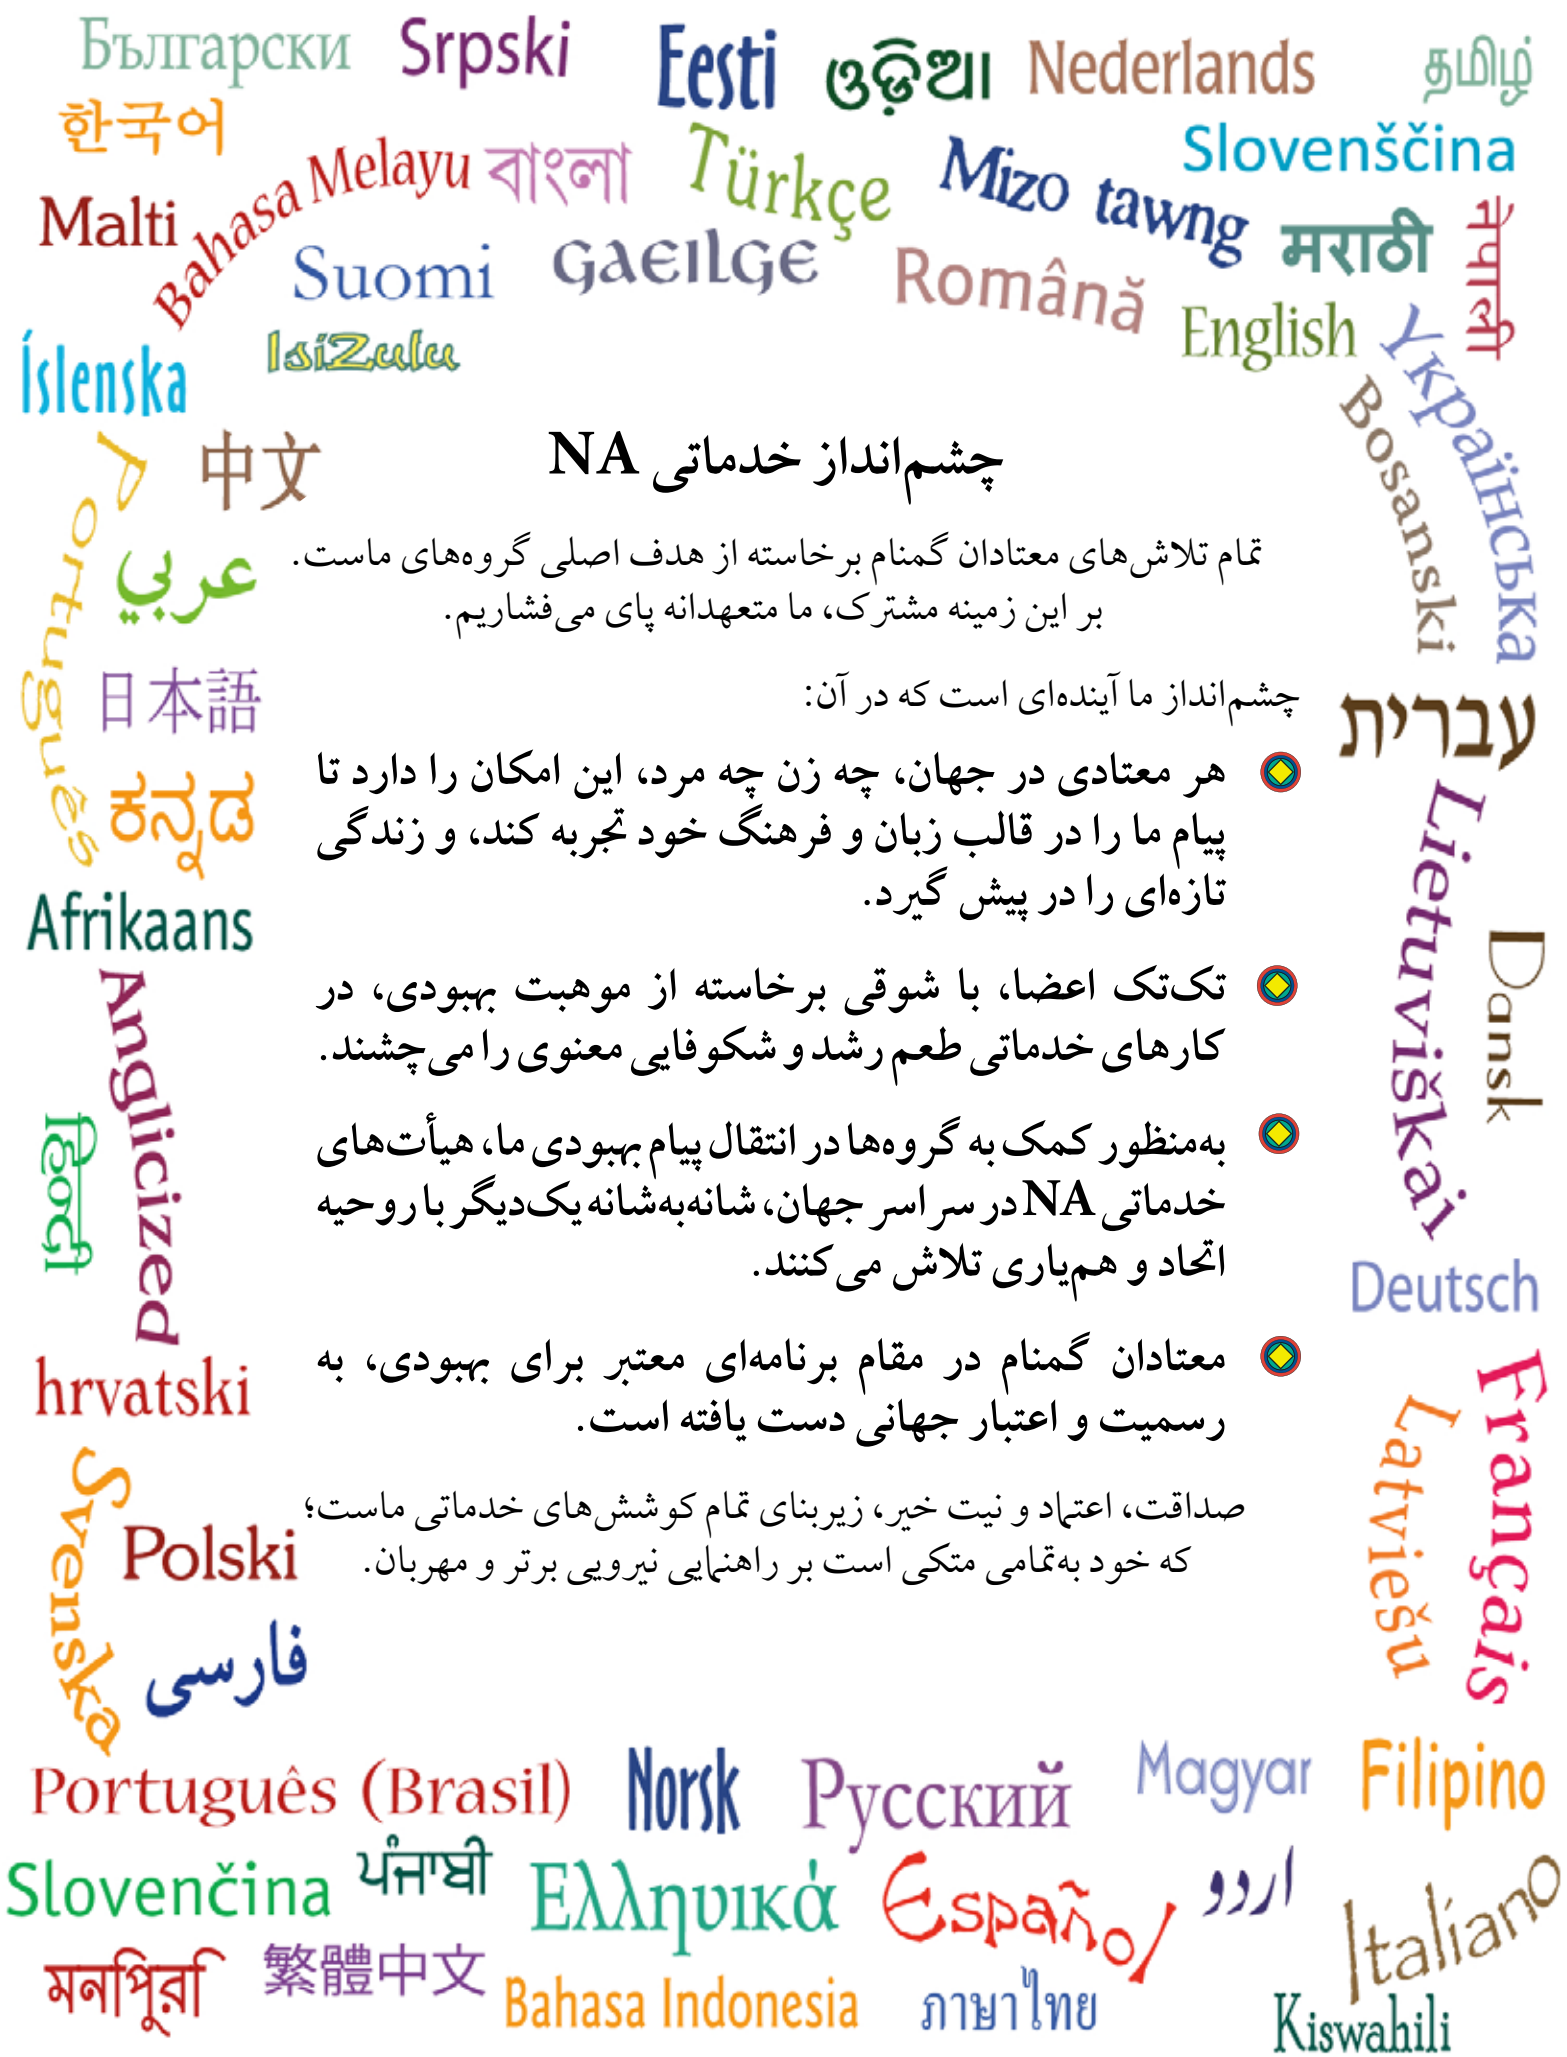 Български Srpski Eesti ଓଡ଼ିଆ Nederlands தமிழ்
한국어 Bahasa Melayu বাংলা Türkçe Mizo tawng Slovenščina
Malti Suomi GAEILGE Română मराठी नेपाली
Íslenska IsiZulu English Українська
Bosanski
Português 中文
چشم‌انداز خدماتی NA
عربي
تمام تلاش‌های معتادان گمنام برخاسته از هدف اصلی گروه‌های ماست.
بر این زمینه مشترک، ما متعهدانه پای می‌فشاریم.
日本語
چشم‌انداز ما آینده‌ای است که در آن:
עברית
ಕನ್ನಡ
هر معتادی در جهان، چه زن چه مرد، این امکان را دارد تا
پیام ما را در قالب زبان و فرهنگ خود تجربه کند، و زندگی
تازه‌ای را در پیش گیرد.
Lietuviškai
Afrikaans
Dansk
Anglicized
تک‌تک اعضا، با شوقی برخاسته از موهبت بهبودی، در
کارهای خدماتی طعم رشد و شکوفایی معنوی را می‌چشند.
हिन्दी
به‌منظور کمک به گروه‌ها در انتقال پیام بهبودی ما، هیأت‌های
خدماتی NA در سراسر جهان، شانه‌به‌شانه یک‌دیگر با روحیه
اتحاد و هم‌یاری تلاش می‌کنند.
Deutsch
معتادان گمنام در مقام برنامه‌ای معتبر برای بهبودی، به
رسمیت و اعتبار جهانی دست یافته است.
hrvatski
Français
Latviešu
Svenska
صداقت، اعتماد و نیت خیر، زیربنای تمام کوشش‌های خدماتی ماست؛
که خود به‌تمامی متکی است بر راهنمایی نیرویی برتر و مهربان.
Polski
فارسی
Português (Brasil) Norsk Русский Magyar Filipino
Slovenčina ਪੰਜਾਬੀ Ελληνικά Español اردو Italiano
মনিপুরি 繁體中文 Bahasa Indonesia ภาษาไทย Kiswahili